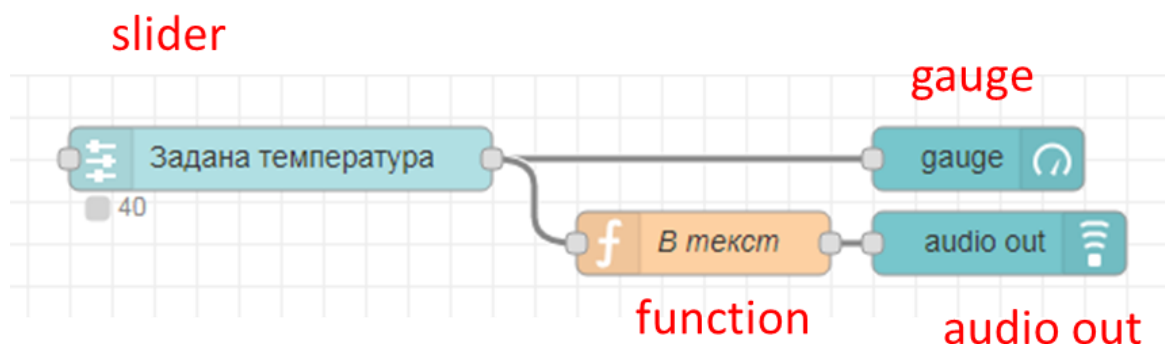 slider
gauge
Задана температура
gauge
40
В текст
audio out
function
audio out